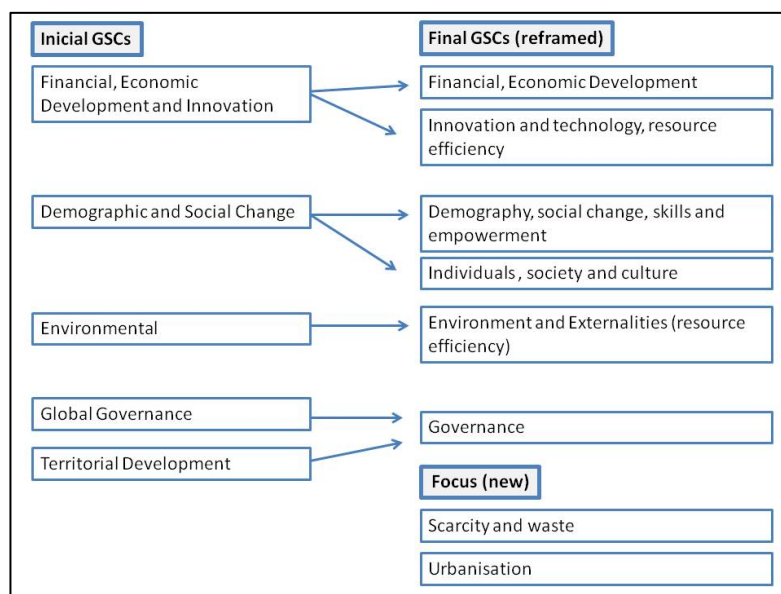 Inicial GSCs
Financial, Economic
Development and Innovation
Demographic and Social Change
Environmental
Global Governance
Territorial Development
Final GSCs (reframed)
Financial, Economic Development
Innovation and technology, resource
efficiency
Demography, social change, skills and
empowerment
Individuals , society and culture
Environment and Externalities (resource
efficiency)
Governance
Focus (new)
Scarcity and waste
Urbanisation